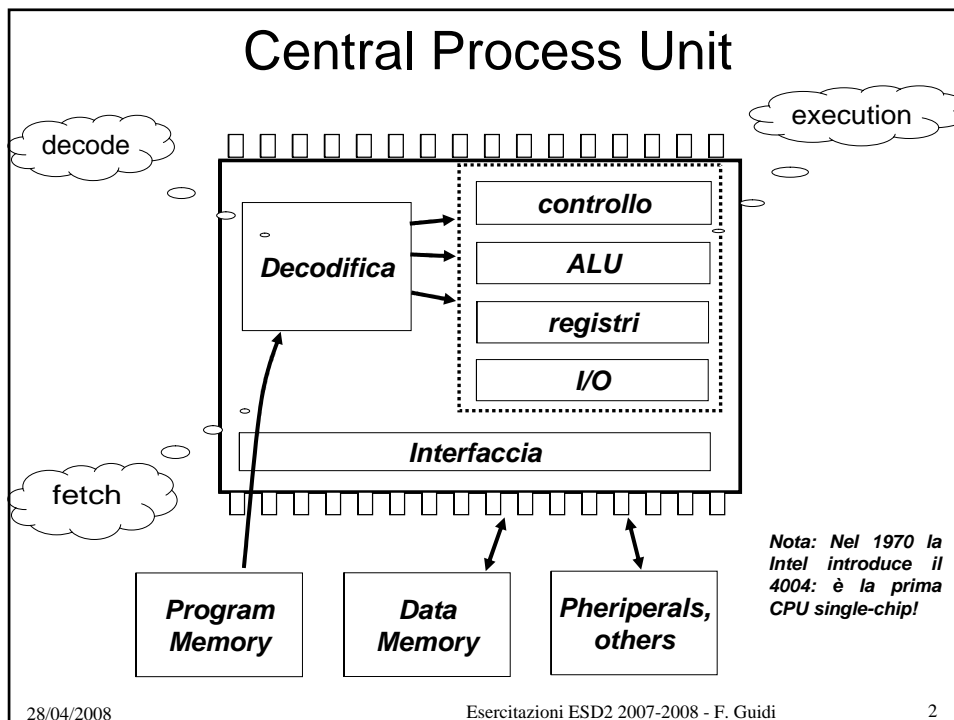 Central Process Unit
decode
execution
controllo
Decodifica
ALU
registri
I/O
Interfaccia
fetch
Program
Memory
Data
Memory
Pheriperals,
others
Nota: Nel 1970 la
Intel introduce il
4004: è la prima
CPU single-chip!
28/04/2008
Esercitazioni ESD2 2007-2008 - F. Guidi
2